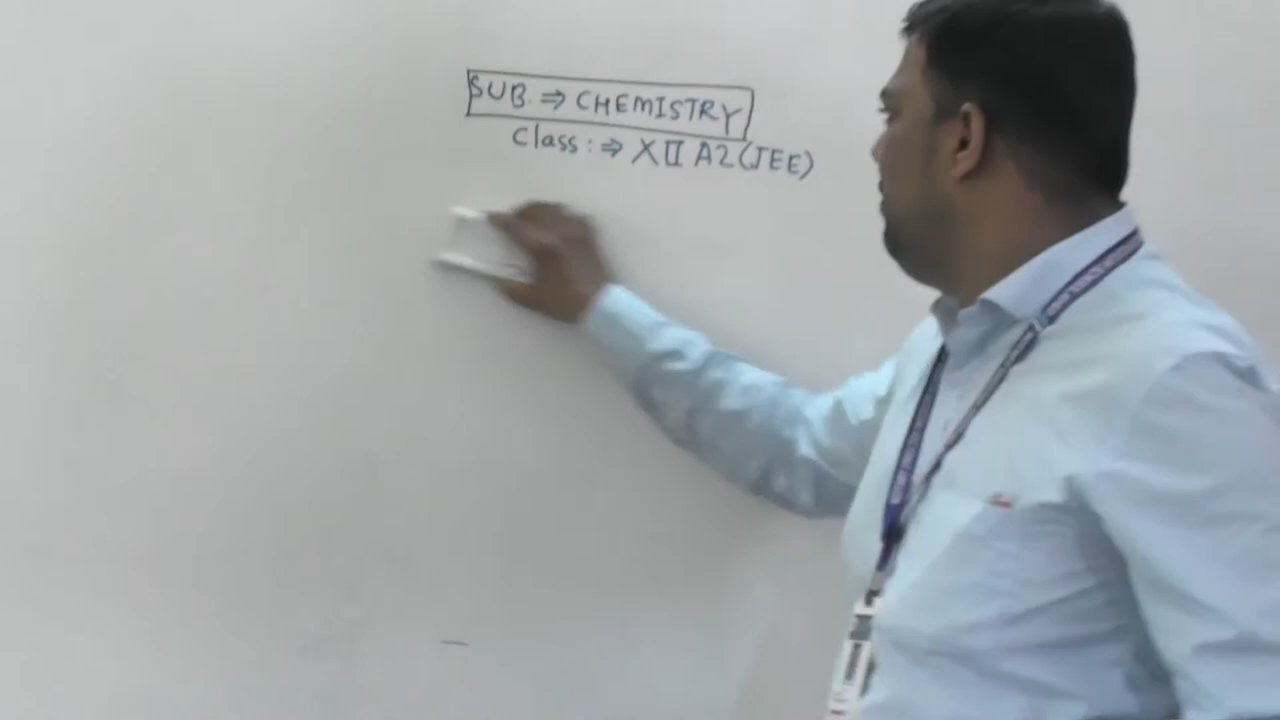 SUB. ⇒ CHEMISTRY
Class : ⇒ XII A2 (JEE)